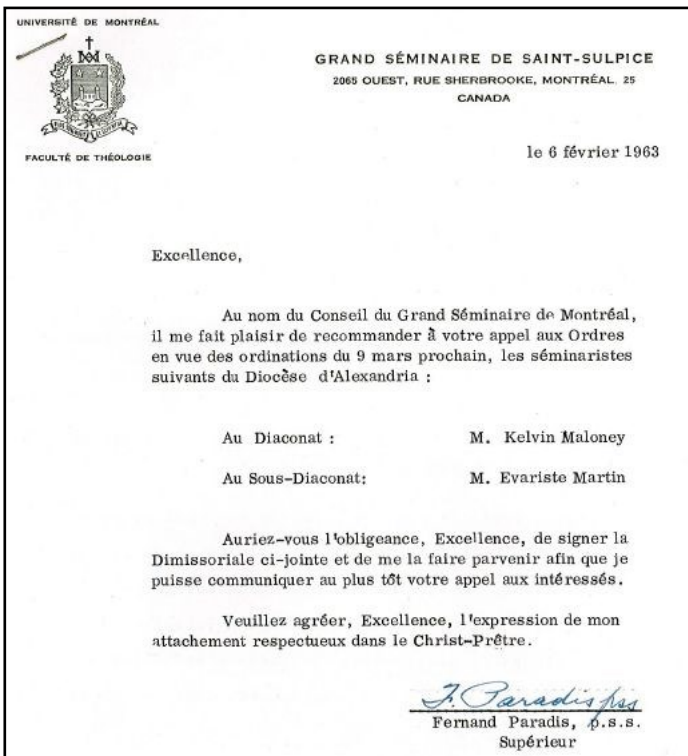 UNIVERSITÉ DE MONTRÉAL
FACULTÉ DE THÉOLOGIE
GRAND SÉMINAIRE DE SAINT-SULPICE
2065 OUEST, RUE SHERBROOKE, MONTRÉAL. 25
CANADA
le 6 février 1963
Excellence,
Au nom du Conseil du Grand Séminaire de Montréal,
il me fait plaisir de recommander à votre appel aux Ordres
en vue des ordinations du 9 mars prochain, les séminaristes
suivants du Diocèse d'Alexandria :
Au Diaconat : M. Kelvin Maloney
Au Sous-Diaconat: M. Evariste Martin
Auriez-vous l'obligeance, Excellence, de signer la
Dimissoriale ci-jointe et de me la faire parvenir afin que je
puisse communiquer au plus tôt votre appel aux intéressés.
Veuillez agréer, Excellence, l'expression de mon
attachement respectueux dans le Christ-Prêtre.
F. Paradis pss
Fernand Paradis, p.s.s.
Supérieur